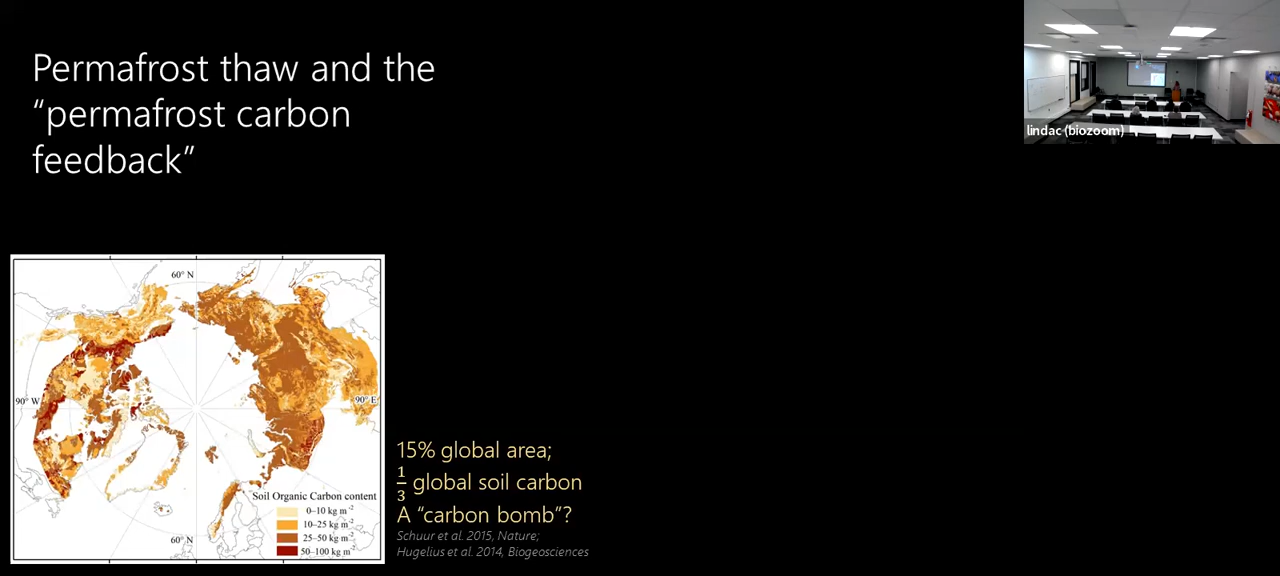 Permafrost thaw and the
“permafrost carbon
feedback”
lindac (biozoom)
60° N
90° W
90° E
60° N
Soil Organic Carbon content
0–10 kg m-2
10–25 kg m-2
25–50 kg m-2
50–100 kg m-2
15% global area;
1/3 global soil carbon
A “carbon bomb”?
Schuur et al. 2015, Nature;
Hugelius et al. 2014, Biogeosciences